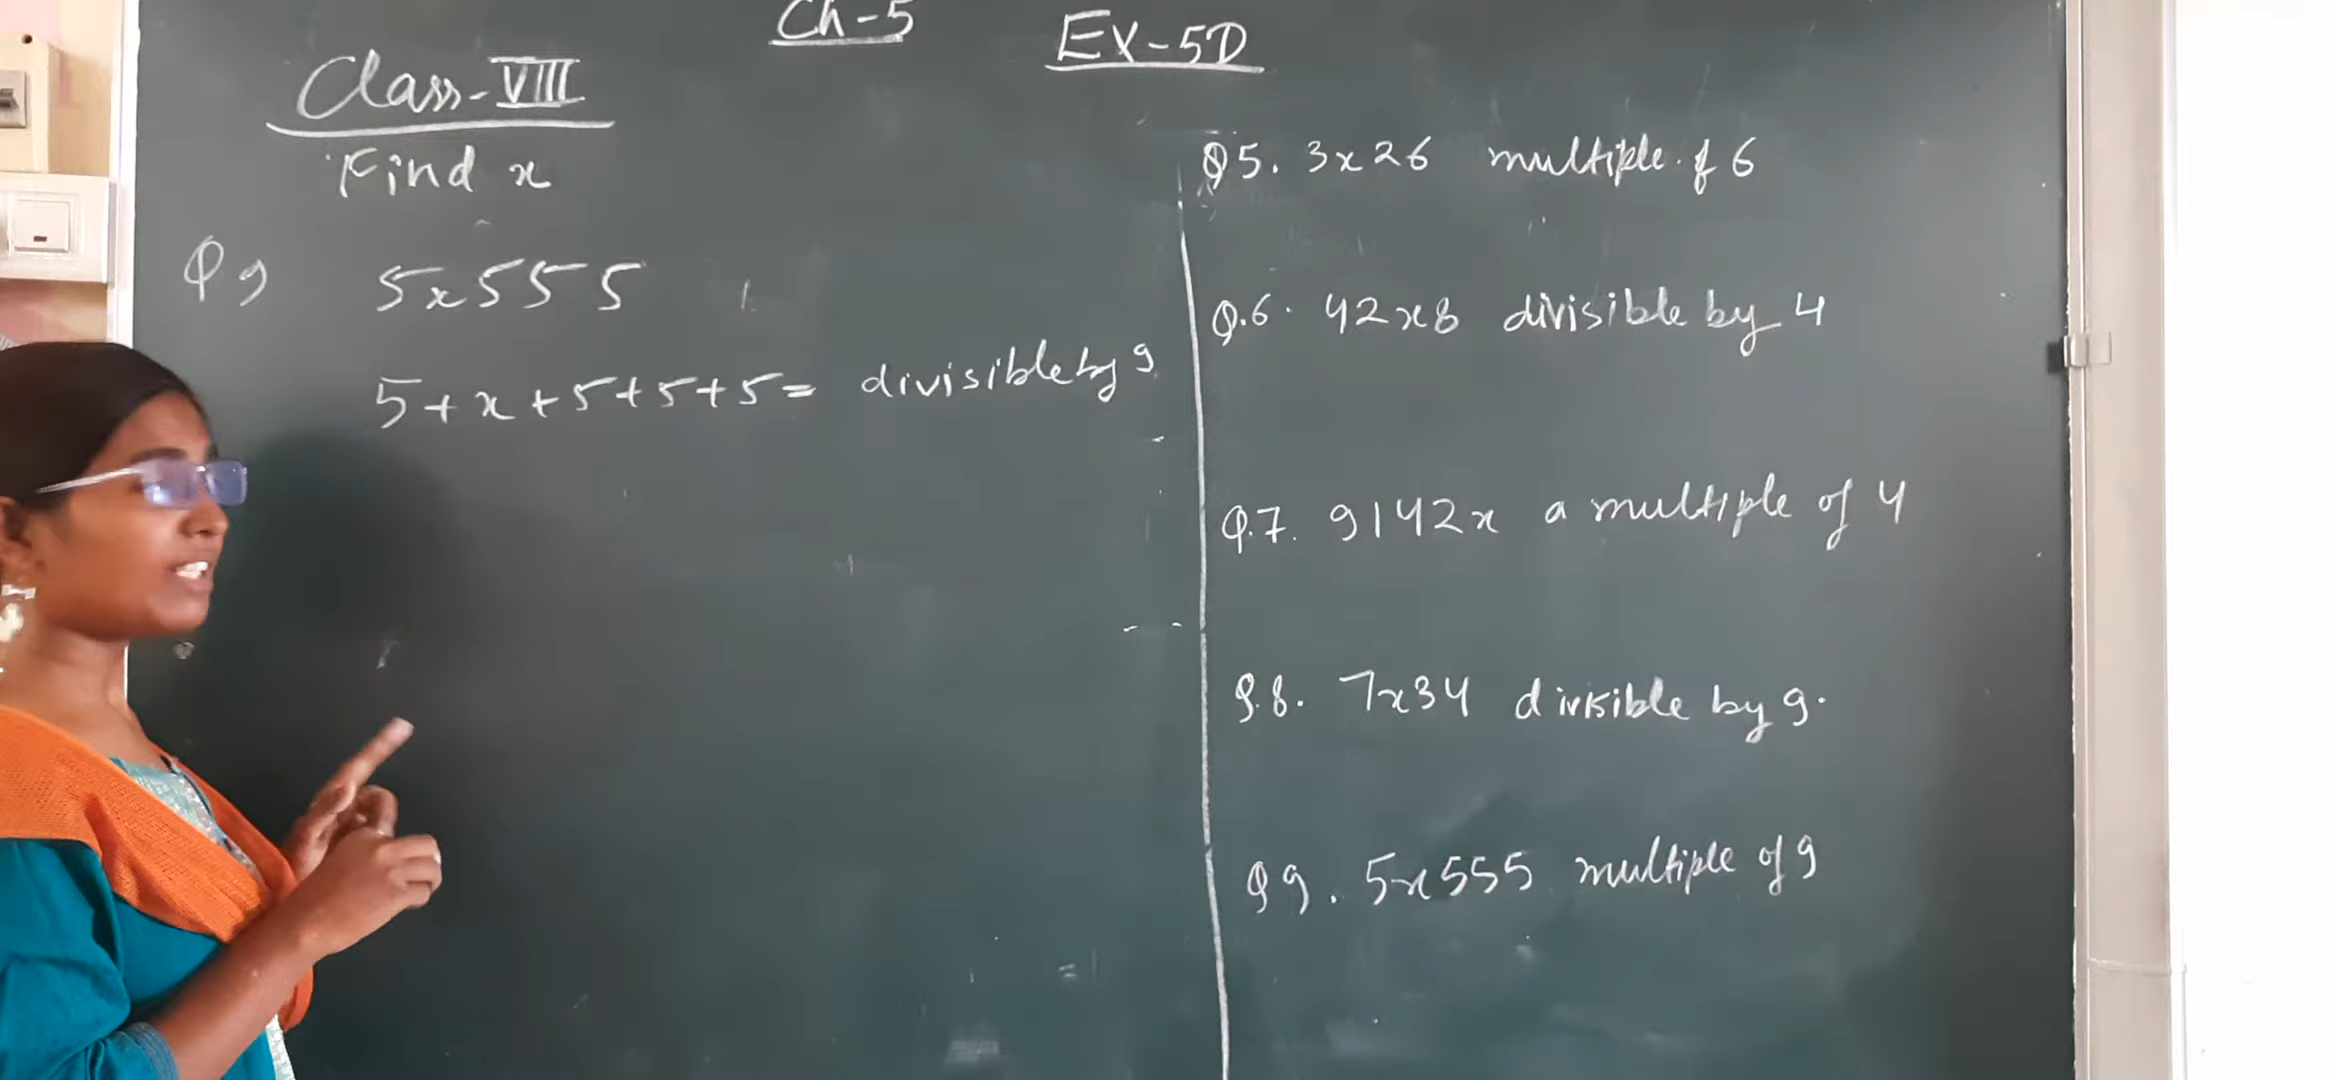 Ch-5
Ex-5D
Class-VIII
Find x
Q 9 5x555
5+x+5+5+5= divisible by 9
Q5. 3x26 multiple of 6
Q.6. 42x8 divisible by 4
Q.7. 9142x a multiple of 4
Q.8. 7x34 divisible by 9.
Q9. 5x555 multiple of 9